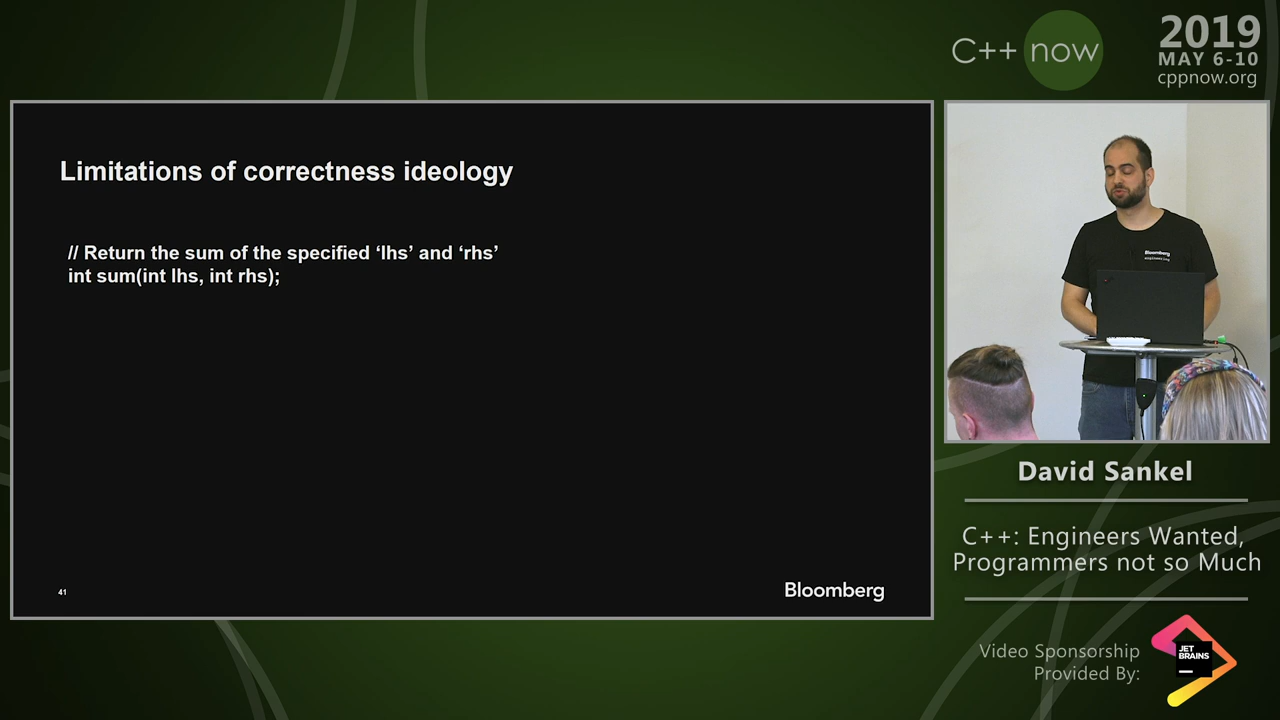 C++ now
2019
MAY 6-10
cppnow.org
Limitations of correctness ideology
// Return the sum of the specified ‘lhs’ and ‘rhs’
int sum(int lhs, int rhs);
41
Bloomberg
Bloomberg
engineering
David Sankel
C++: Engineers Wanted,
Programmers not so Much
Video Sponsorship
Provided By:
JET
BRAINS